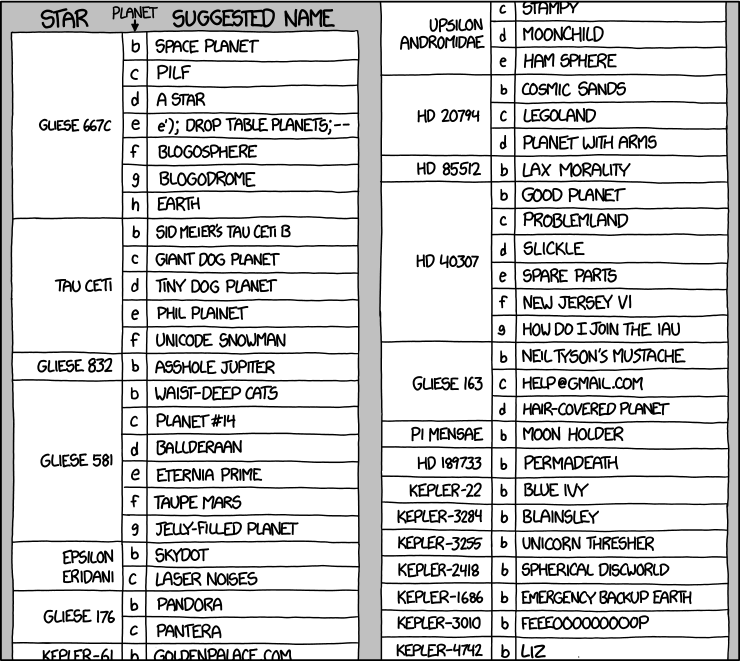 STAR PLANET SUGGESTED NAME
GLIESE 667C
b SPACE PLANET
c PILF
d A STAR
e e'); DROP TABLE PLANETS;--
f BLOGOSPHERE
g BLOGODROME
h EARTH
TAU CETI
b SID MEIER'S TAU CETI B
c GIANT DOG PLANET
d TINY DOG PLANET
e PHIL PLAINET
f UNICODE SNOWMAN
GLIESE 832 b ASSHOLE JUPITER
GLIESE 581
b WAIST-DEEP CATS
c PLANET #14
d BALLDERAAN
e ETERNIA PRIME
f TAUPE MARS
g JELLY-FILLED PLANET
EPSILON
ERIDANI
b SKYDOT
c LASER NOISES
GLIESE 176
b PANDORA
c PANTERA
KEPLER-61 b GOLDENPALACE.COM
UPSILON
ANDROMIDAE
c STAMPY
d MOONCHILD
e HAM SPHERE
HD 20794
b COSMIC SANDS
c LEGOLAND
d PLANET WITH ARMS
HD 85512 b LAX MORALITY
HD 40307
b GOOD PLANET
c PROBLEMLAND
d SLICKLE
e SPARE PARTS
f NEW JERSEY VI
g HOW DO I JOIN THE IAU
GLIESE 163
b NEIL TYSON'S MUSTACHE
c HELP@GMAIL.COM
d HAIR-COVERED PLANET
PI MENSAE b MOON HOLDER
HD 189733 b PERMADEATH
KEPLER-22 b BLUE IVY
KEPLER-3284 b BLAINSLEY
KEPLER-3255 b UNICORN THRESHER
KEPLER-2418 b SPHERICAL DISCWORLD
KEPLER-1686 b EMERGENCY BACKUP EARTH
KEPLER-3010 b FEEEOOOOOOOOOP
KEPLER-4742 b LIZ